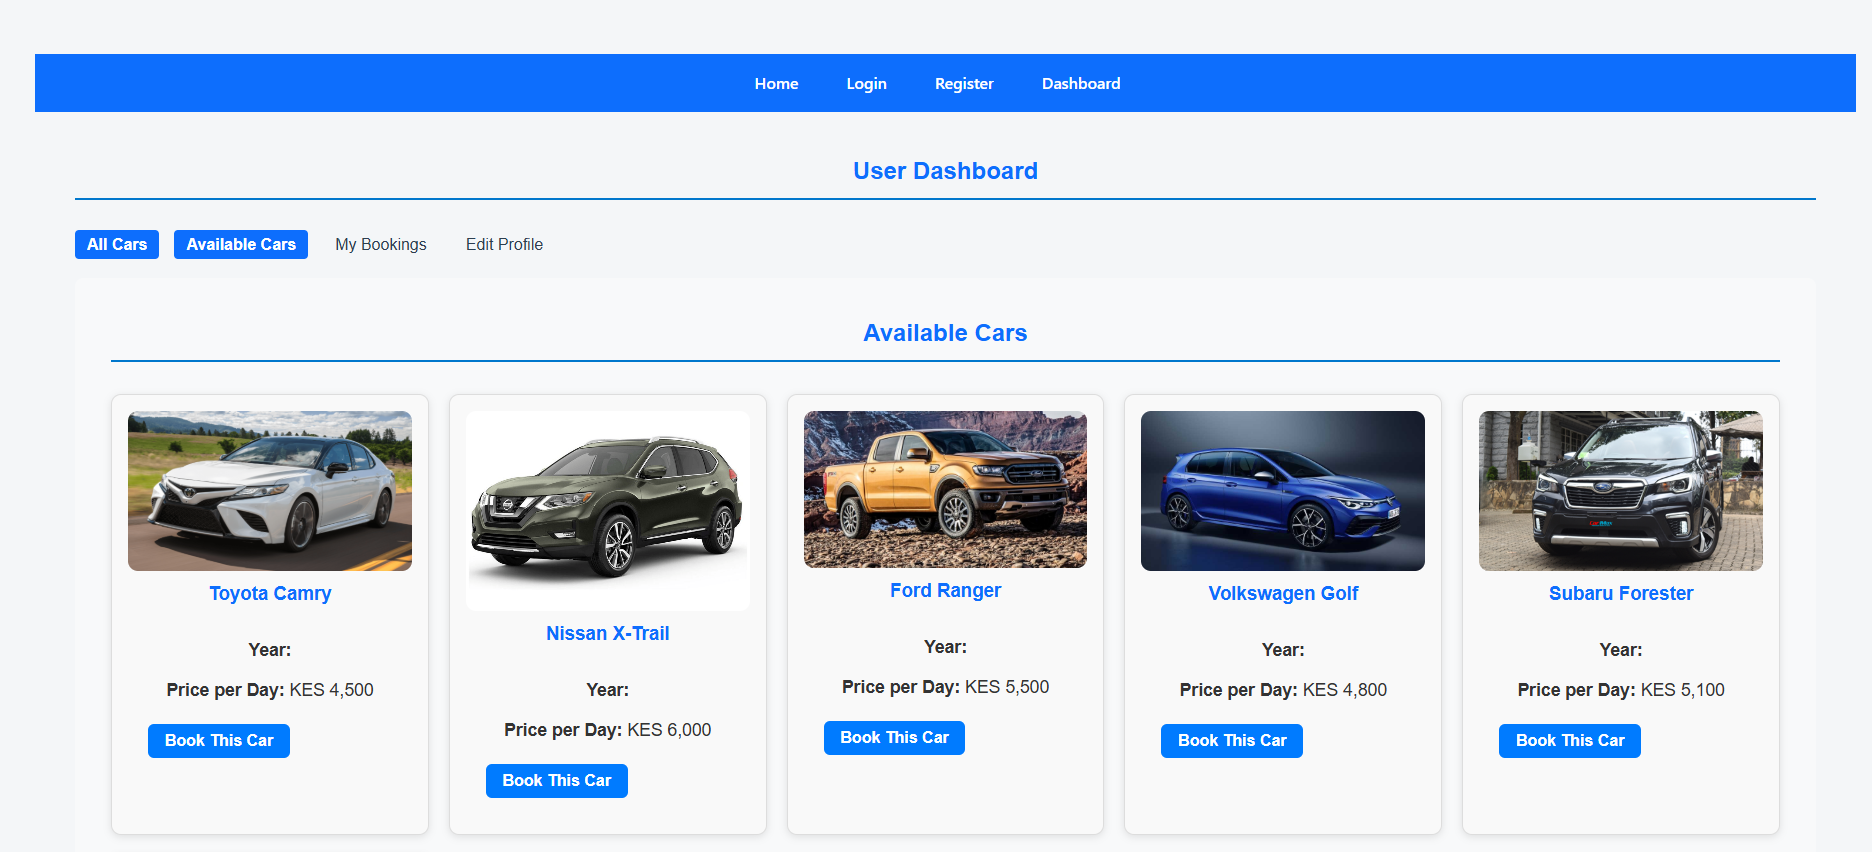 Home Login Register Dashboard
User Dashboard
All Cars Available Cars My Bookings Edit Profile
Available Cars
Toyota Camry
Year:
Price per Day: KES 4,500
Book This Car
Nissan X-Trail
Year:
Price per Day: KES 6,000
Book This Car
Ford Ranger
Year:
Price per Day: KES 5,500
Book This Car
Volkswagen Golf
Year:
Price per Day: KES 4,800
Book This Car
Subaru Forester
Year:
Price per Day: KES 5,100
Book This Car